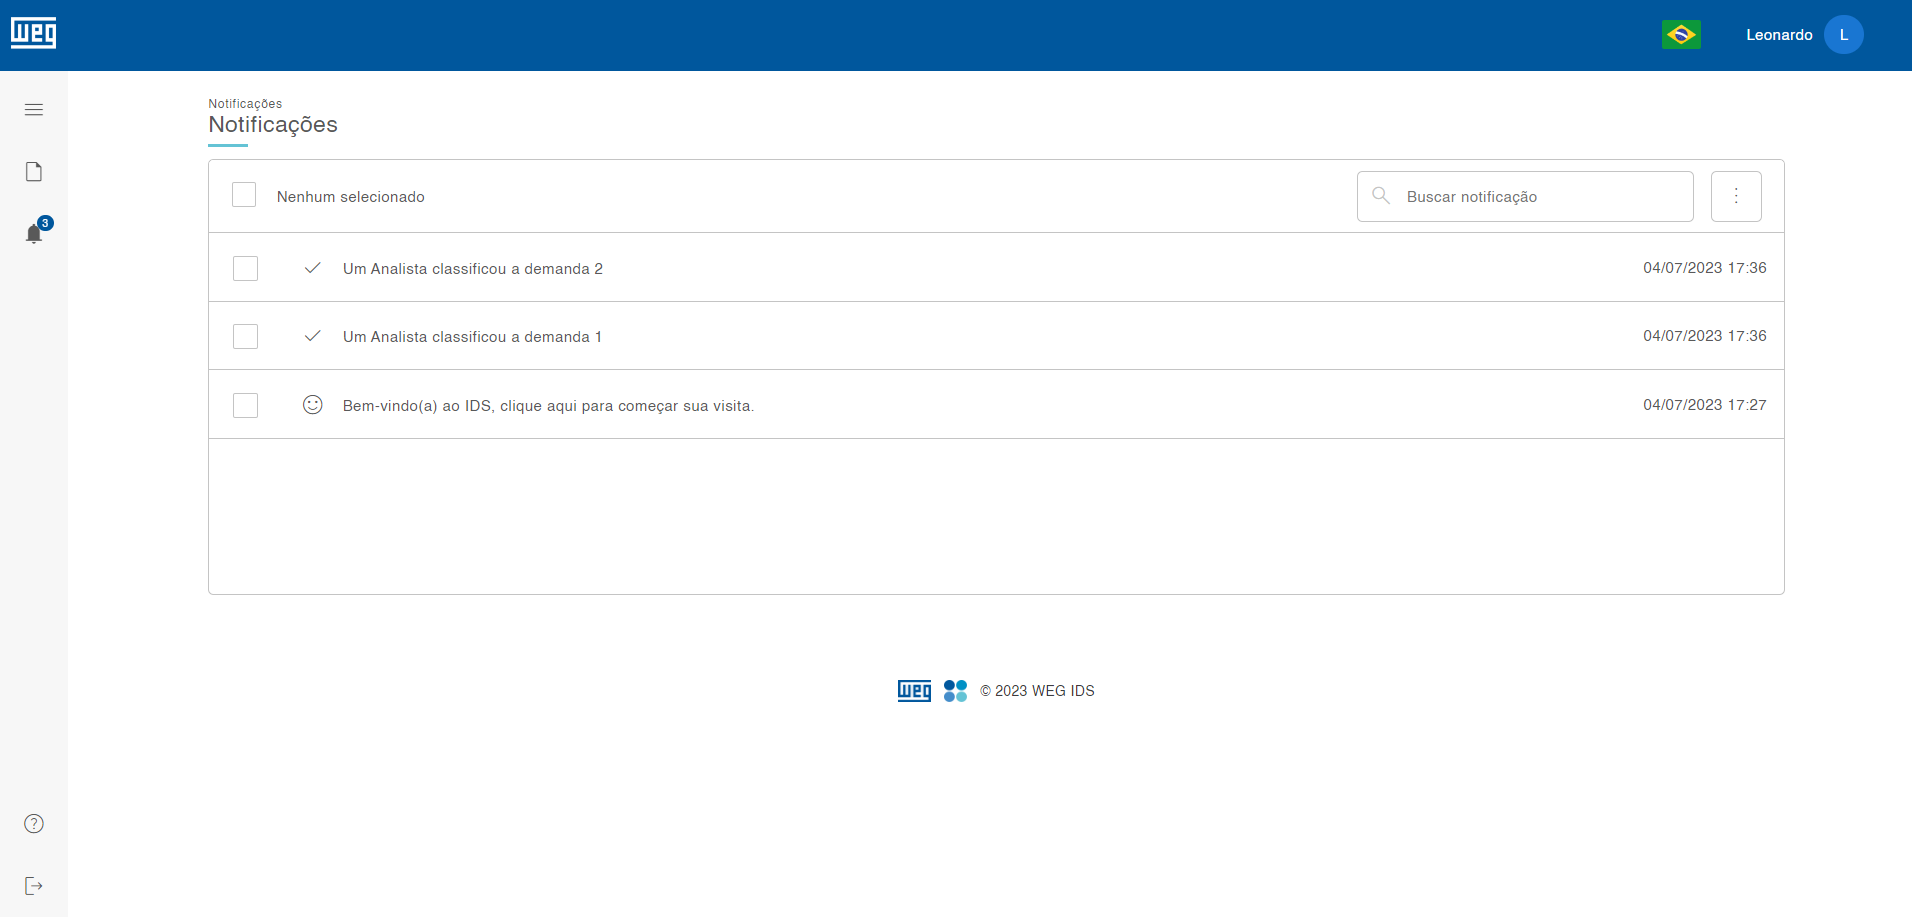 weg
Leonardo L
3
Notificações
Notificações
Nenhum selecionado
Buscar notificação
Um Analista classificou a demanda 2 04/07/2023 17:36
Um Analista classificou a demanda 1 04/07/2023 17:36
Bem-vindo(a) ao IDS, clique aqui para começar sua visita. 04/07/2023 17:27
weg © 2023 WEG IDS
?